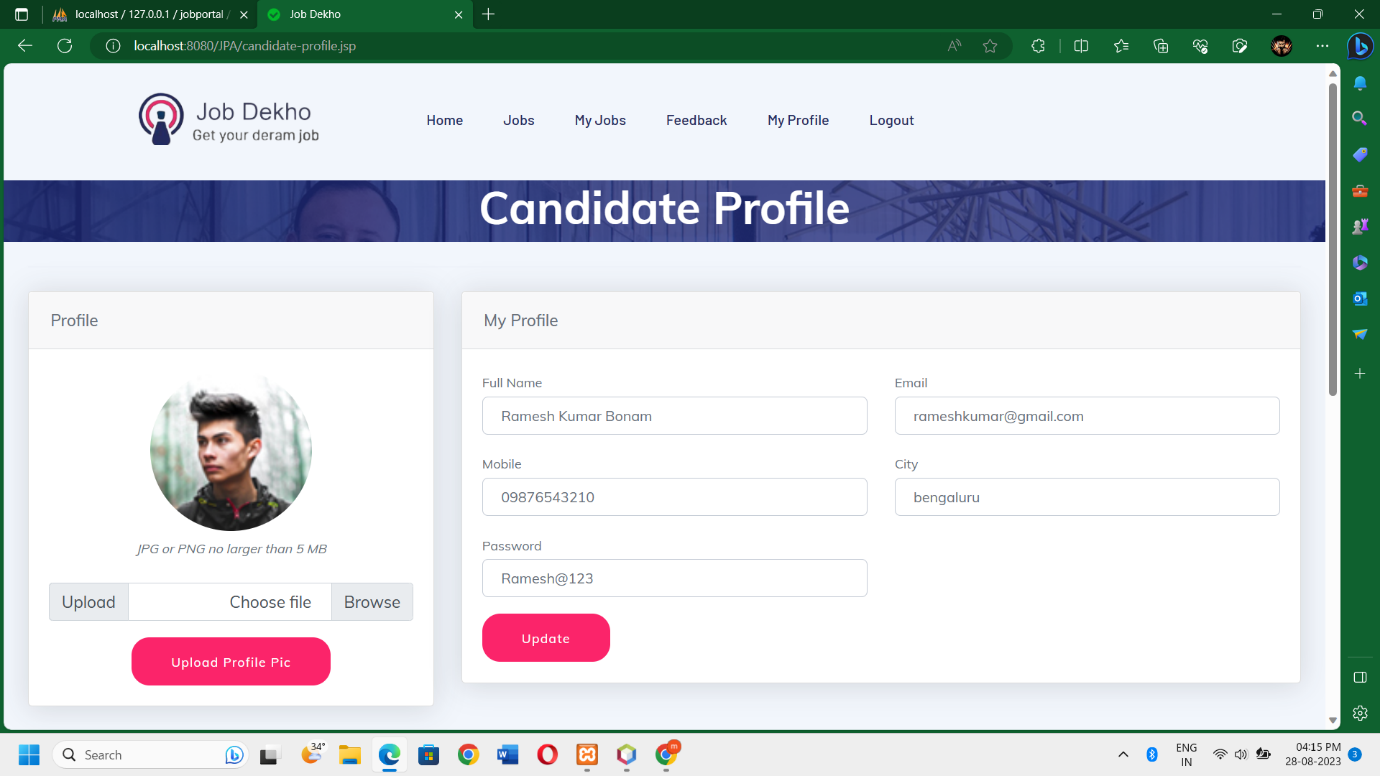 localhost / 127.0.0.1 / jobportal /
Job Dekho
localhost:8080/JPA/candidate-profile.jsp
Job Dekho
Get your deram job
Home
Jobs
My Jobs
Feedback
My Profile
Logout
Candidate Profile
Profile
JPG or PNG no larger than 5 MB
Upload
Choose file
Browse
Upload Profile Pic
My Profile
Full Name
Email
Ramesh Kumar Bonam
rameshkumar@gmail.com
Mobile
City
09876543210
bengaluru
Password
Ramesh@123
Update
Search
34°
ENG
IN
04:15 PM
28-08-2023
3